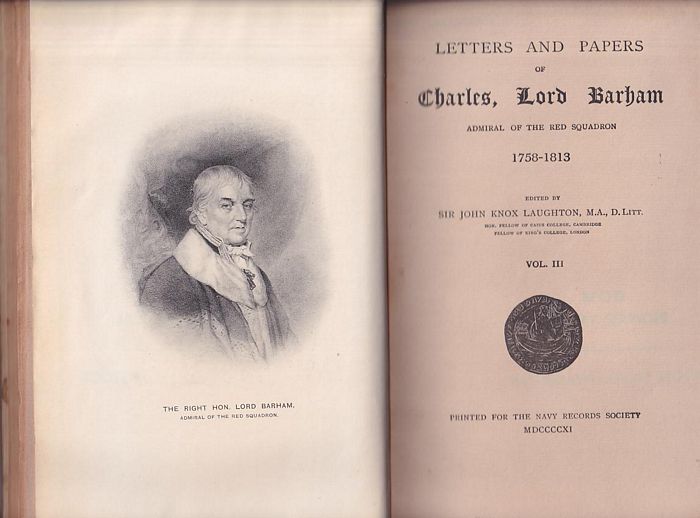 THE RIGHT HON. LORD BARHAM,
ADMIRAL OF THE RED SQUADRON.
LETTERS AND PAPERS
OF
Charles, Lord Barham
ADMIRAL OF THE RED SQUADRON
1758-1813
EDITED BY
SIR JOHN KNOX LAUGHTON, M.A., D.LITT.
HON. FELLOW OF CAIUS COLLEGE, CAMBRIDGE
FELLOW OF KING'S COLLEGE, LONDON
VOL. III
PRINTED FOR THE NAVY RECORDS SOCIETY
MDCCCCXI